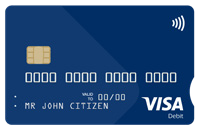 0000 0000 0000 0000
VALID TO 00/00
MR JOHN CITIZEN
VISA
Debit